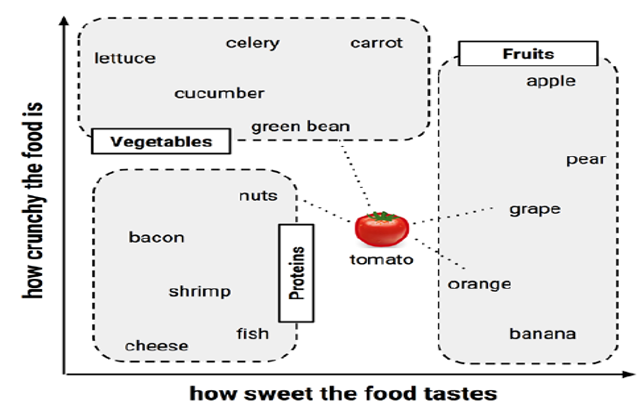 how crunchy the food is
lettuce
celery
carrot
cucumber
green bean
Vegetables
Fruits
apple
pear
grape
orange
banana
nuts
bacon
shrimp
fish
cheese
Proteins
tomato
how sweet the food tastes